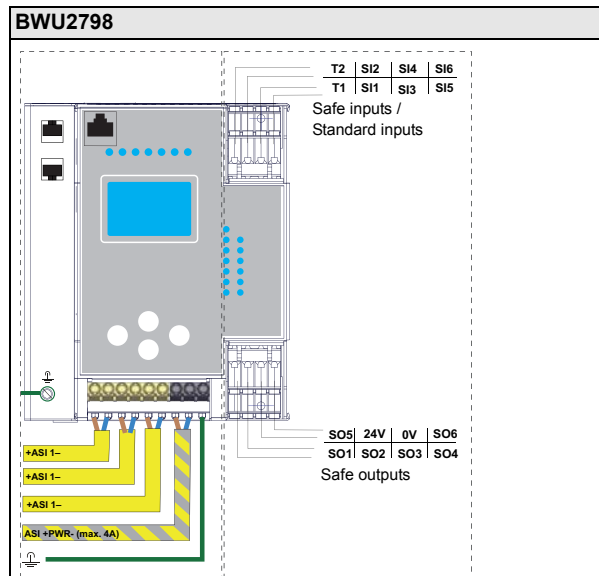 BWU2798
T2 SI2 SI4 SI6
T1 SI1 SI3 SI5
Safe inputs /
Standard inputs
SO5 24V 0V SO6
SO1 SO2 SO3 SO4
Safe outputs
+ASI 1–
+ASI 1–
+ASI 1–
ASI +PWR- (max. 4A)